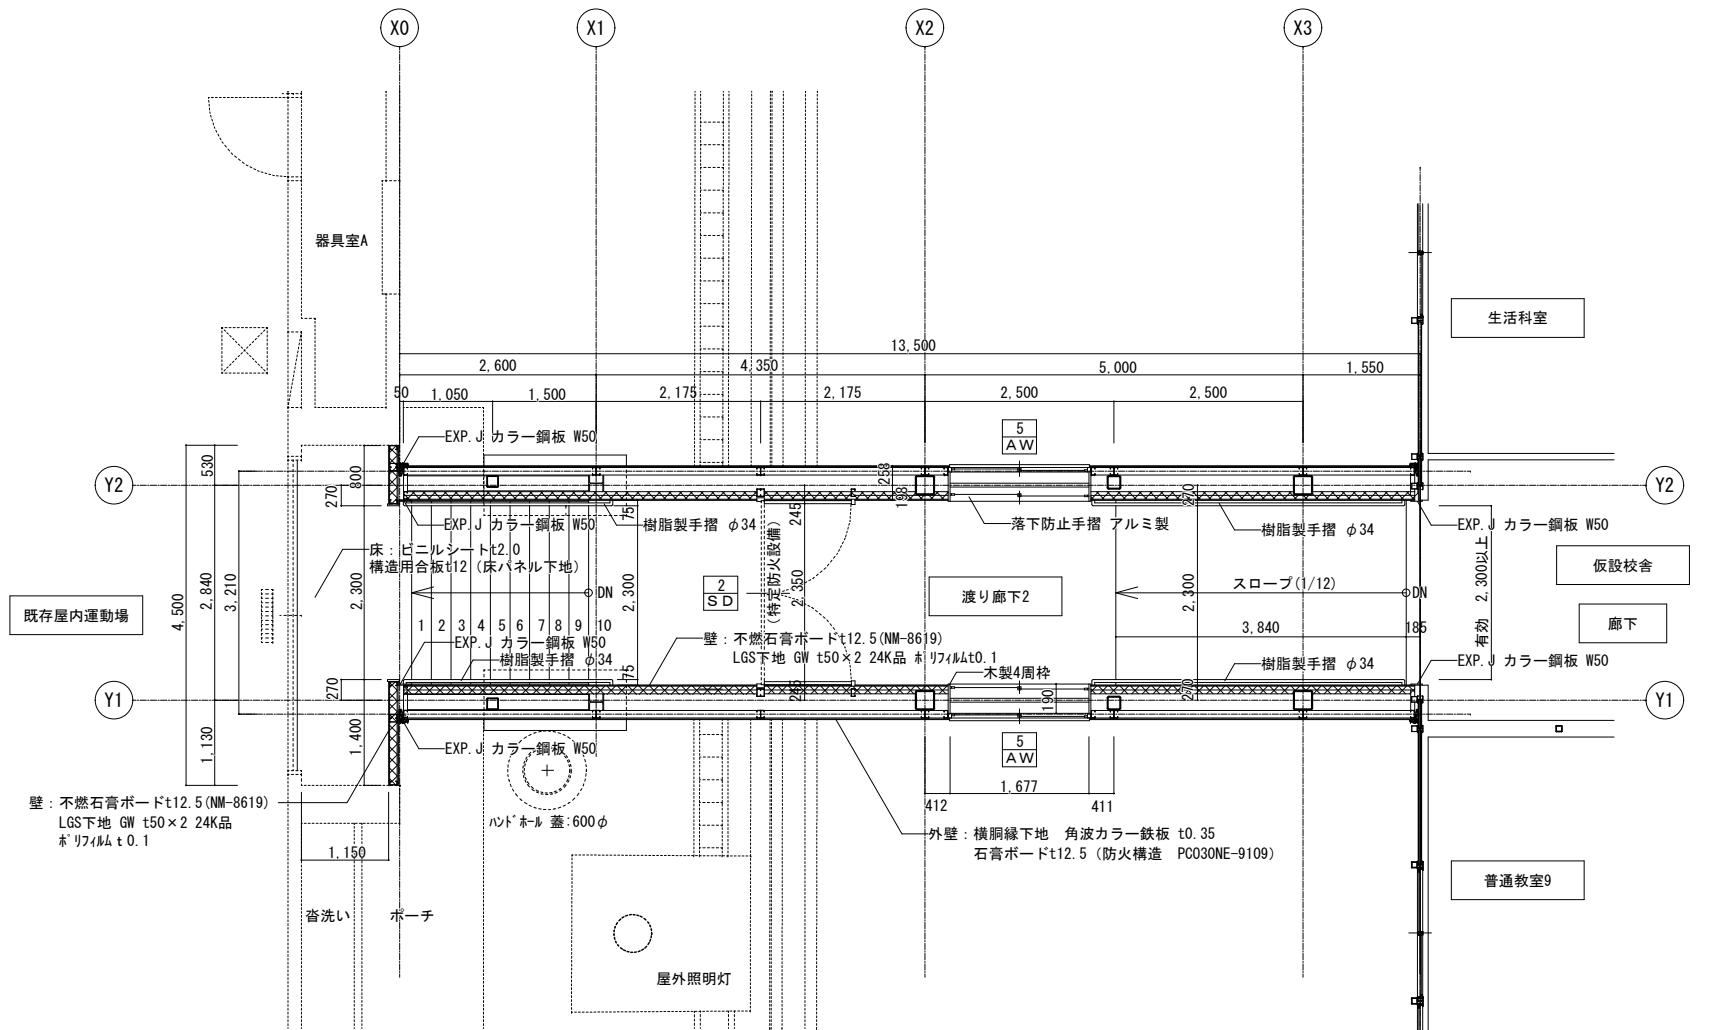 X0
X1
X2
X3
器具室A
生活科室
13,500
2,600
4,350
5,000
1,550
50
1,050
1,500
2,175
2,175
2,500
2,500
EXP.J カラー鋼板 W50
5
AW
530
800
258
198
Y2
Y2
270
270
EXP.J カラー鋼板 W50
75
樹脂製手摺 φ34
245
落下防止手摺 アルミ製
樹脂製手摺 φ34
EXP.J カラー鋼板 W50
床:ビニルシートt2.0
構造用合板t12(床パネル下地)
(特定防火設備)
有効 2,300以上
仮設校舎
既存屋内運動場
4,500
2,840
3,210
2,300
DN
2,300
2
SD
2,350
渡り廊下2
2,300
スロープ(1/12)
DN
廊下
1 2 3 4 5 6 7 8 9 10
3,840
185
EXP.J カラー鋼板 W50
樹脂製手摺 φ34
壁:不燃石膏ボードt12.5(NM-8619)
LGS下地 GW t50×2 24K品 ポリフィルムt0.1
木製4周枠
樹脂製手摺 φ34
EXP.J カラー鋼板 W50
270
75
245
190
270
Y1
Y1
1,130
1,400
EXP.J カラー鋼板 W50
5
AW
1,677
412
411
壁:不燃石膏ボードt12.5(NM-8619)
LGS下地 GW t50×2 24K品
ポリフィルム t 0.1
ハンドホール 蓋:600φ
外壁:横胴縁下地 角波カラー鉄板 t0.35
石膏ボードt12.5(防火構造 PC030NE-9109)
1,150
普通教室9
沓洗い
ポーチ
屋外照明灯